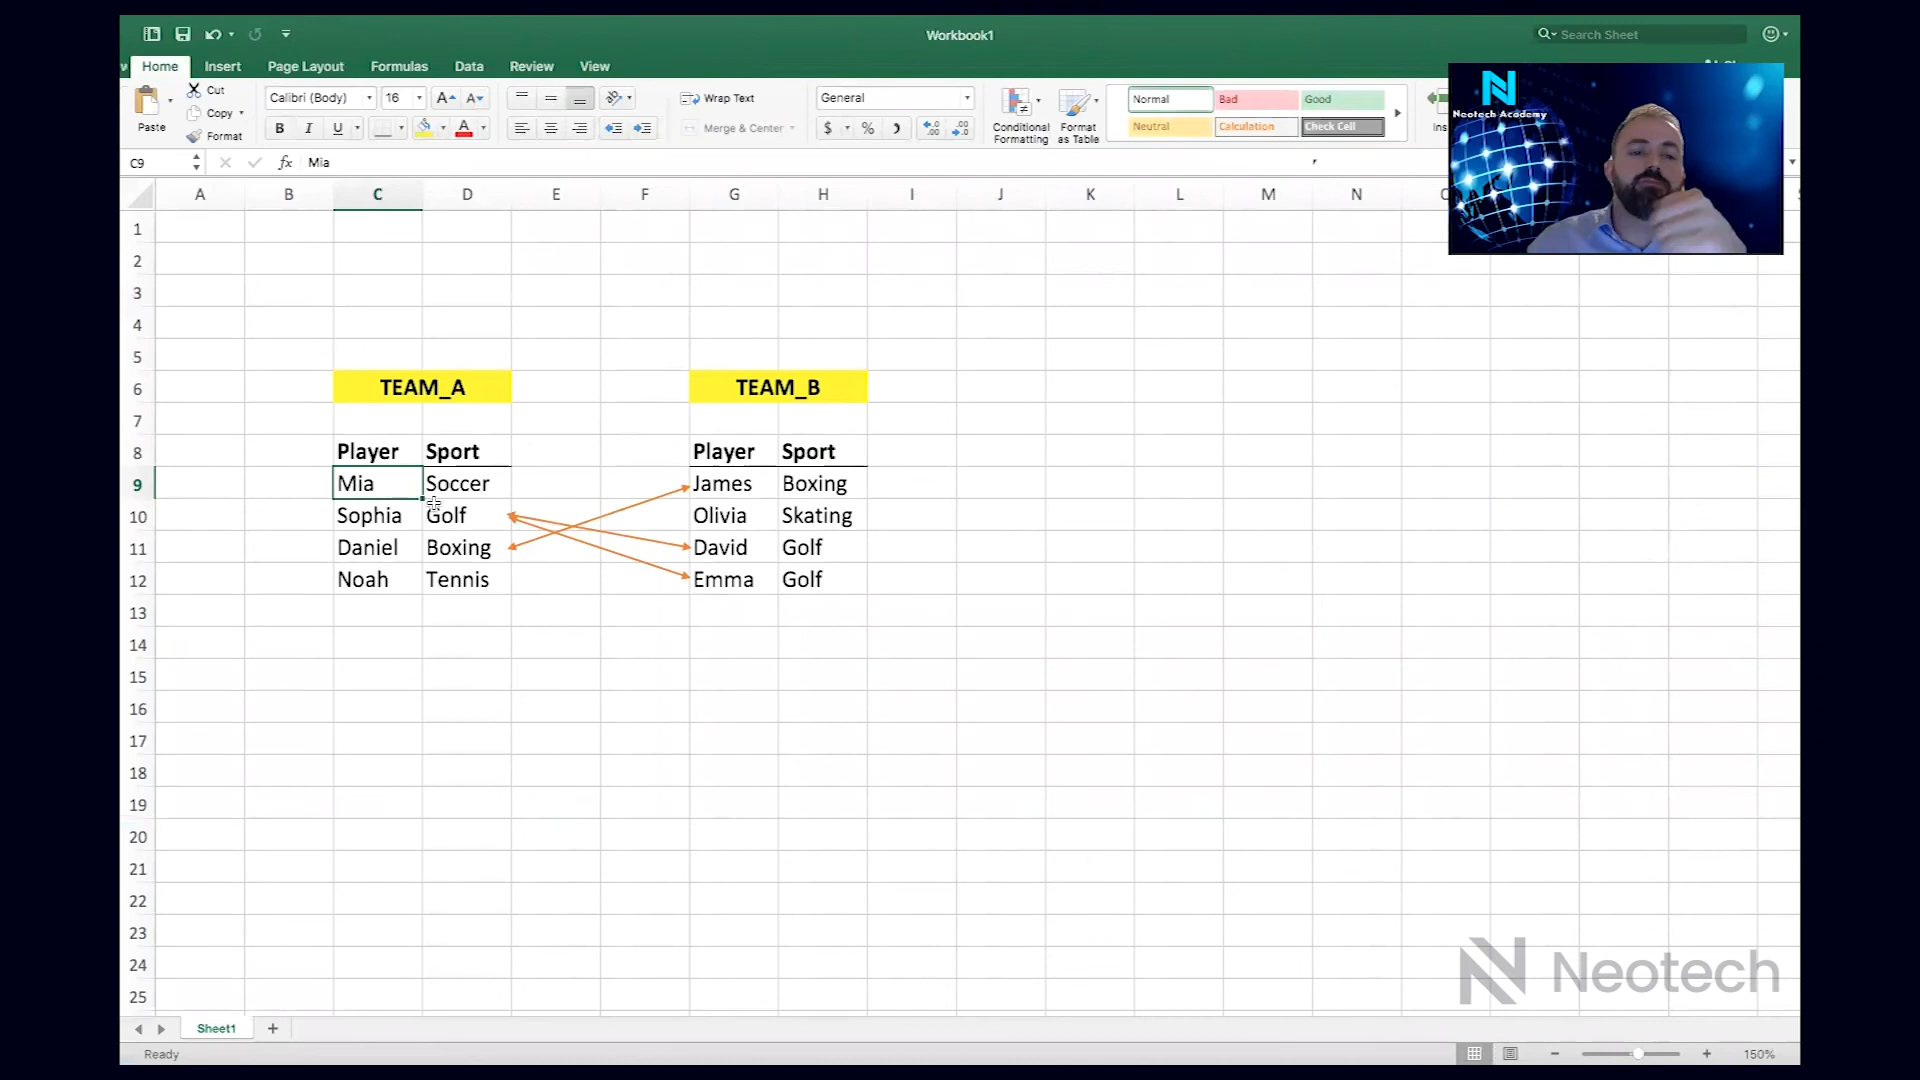 Workbook1
Search Sheet
Home Insert Page Layout Formulas Data Review View
Paste
Cut
Copy
Format
Calibri (Body) 16
B I U
Wrap Text
Merge & Center
General
$ %
Conditional Formatting
Format as Table
Normal Bad Good
Neutral Calculation Check Cell
Ins
N
Neotech Academy
C9 fx Mia
A B C D E F G H I J K L M N
1
2
3
4
5
6 TEAM_A TEAM_B
7
8 Player Sport Player Sport
9 Mia Soccer James Boxing
10 Sophia Golf Olivia Skating
11 Daniel Boxing David Golf
12 Noah Tennis Emma Golf
13
14
15
16
17
18
19
20
21
22
23
24
25
N Neotech
Sheet1
Ready
150%